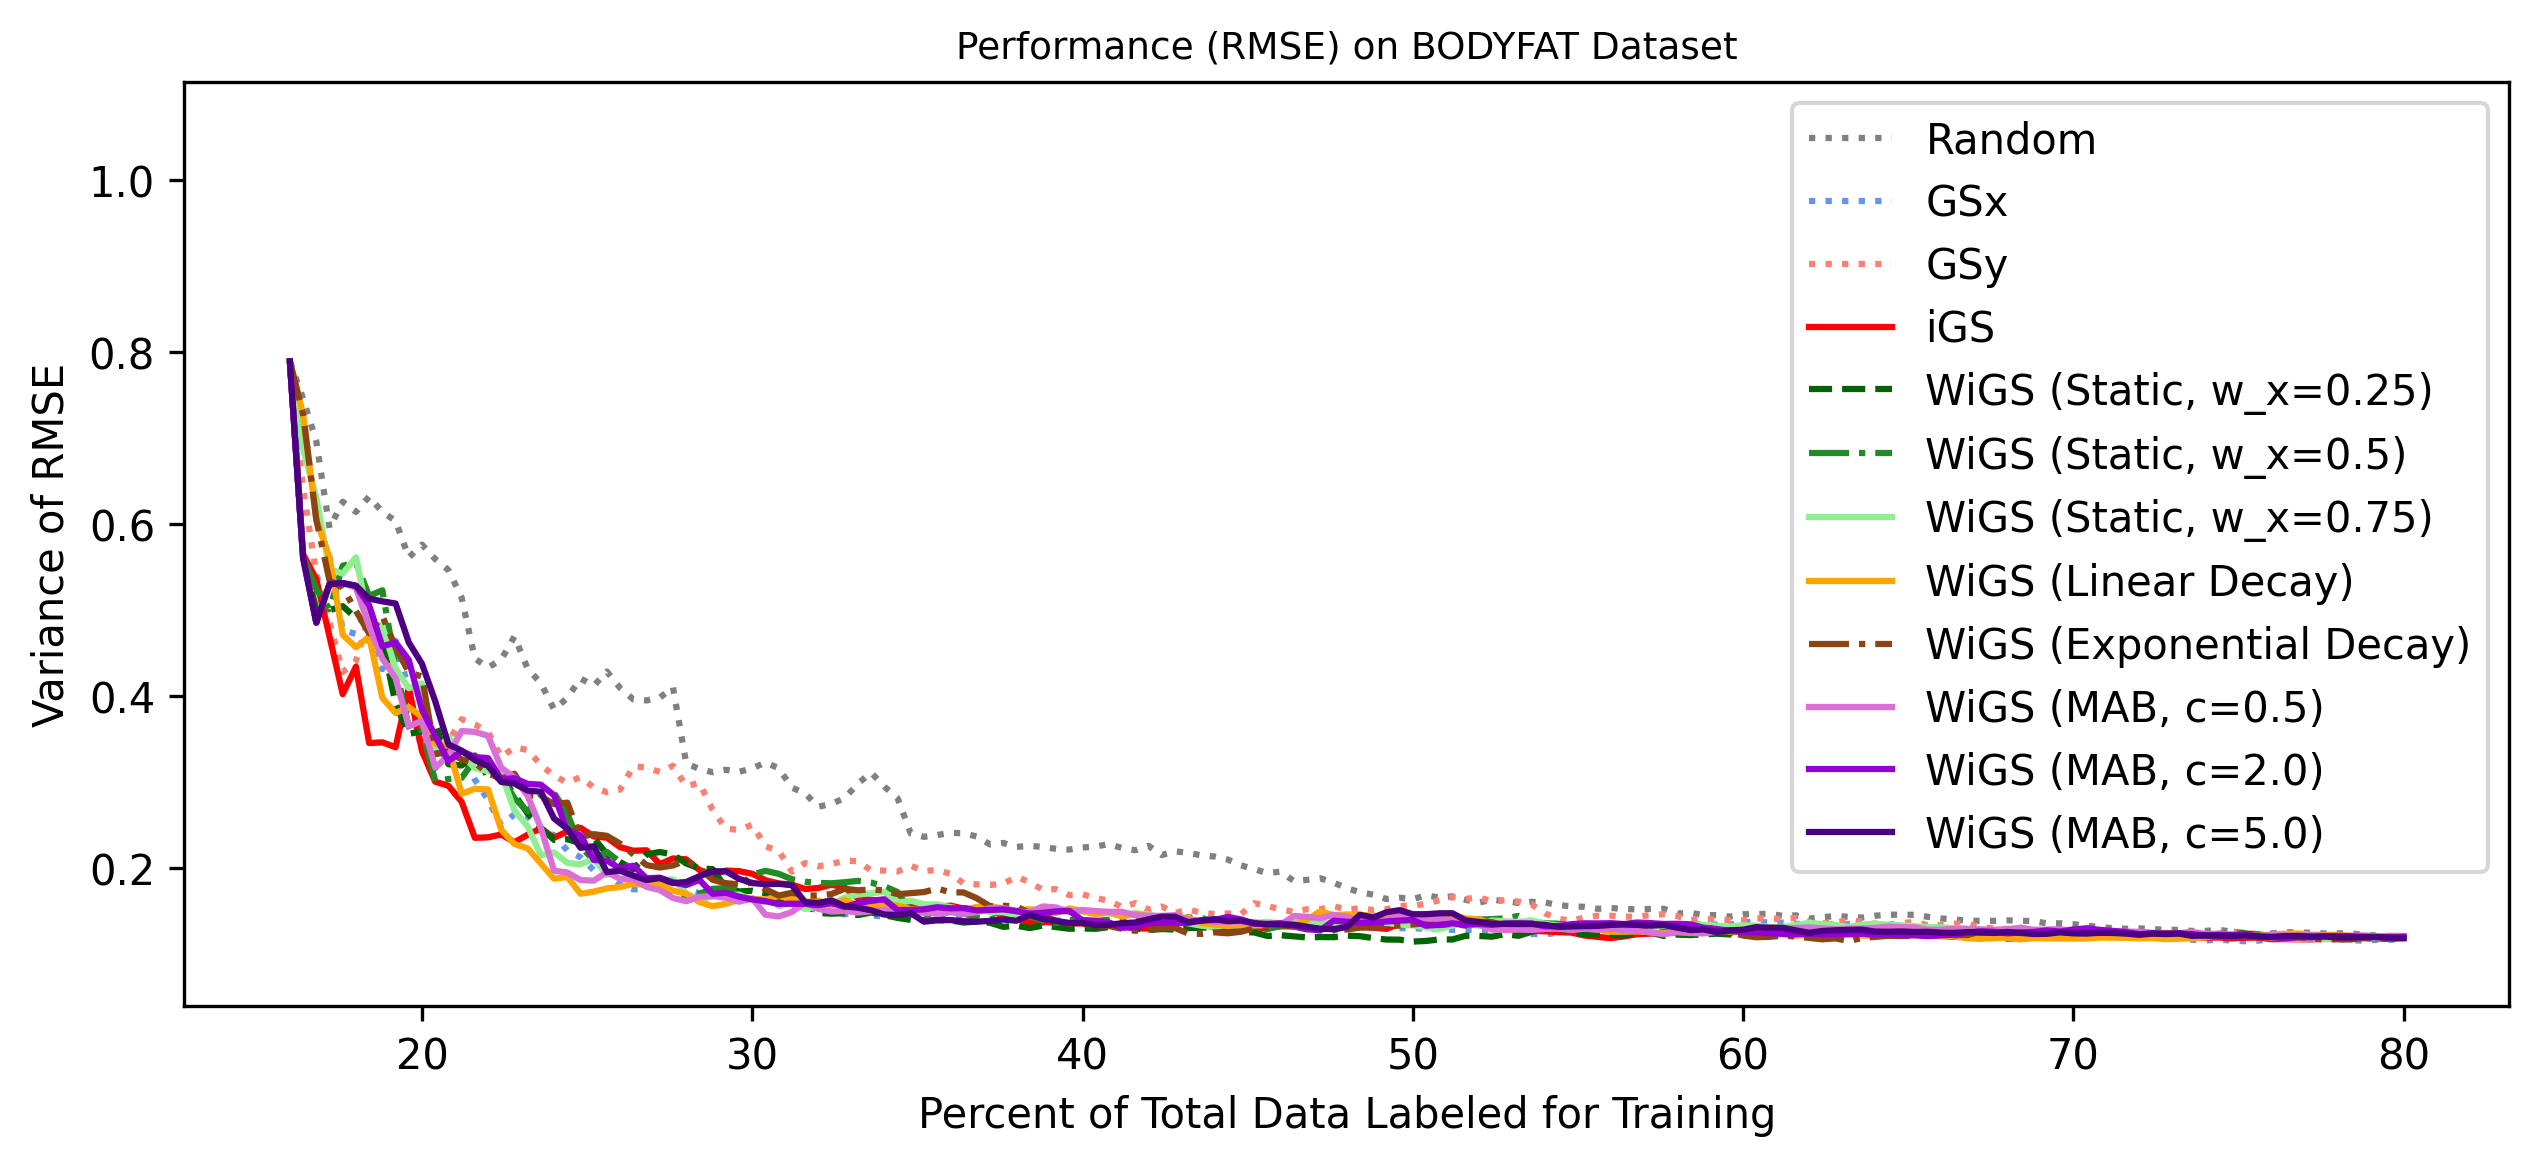 Performance (RMSE) on BODYFAT Dataset
Variance of RMSE
1.0
0.8
0.6
0.4
0.2
20 30 40 50 60 70 80
Percent of Total Data Labeled for Training
Random
GSx
GSy
iGS
WiGS (Static, w_x=0.25)
WiGS (Static, w_x=0.5)
WiGS (Static, w_x=0.75)
WiGS (Linear Decay)
WiGS (Exponential Decay)
WiGS (MAB, c=0.5)
WiGS (MAB, c=2.0)
WiGS (MAB, c=5.0)